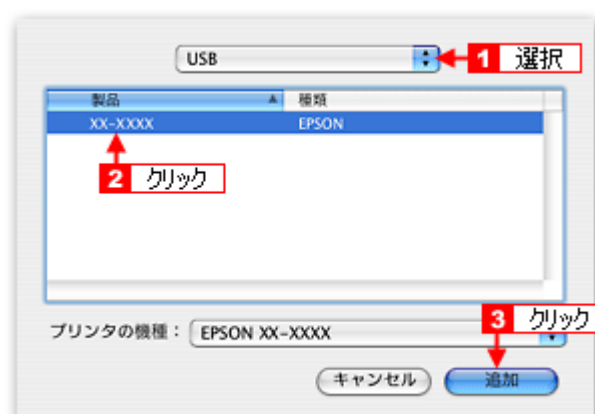 USB
1 選択
製品 種類
XX-XXXX EPSON
2 クリック
3 クリック
プリンタの機種： EPSON XX-XXXX
キャンセル 追加